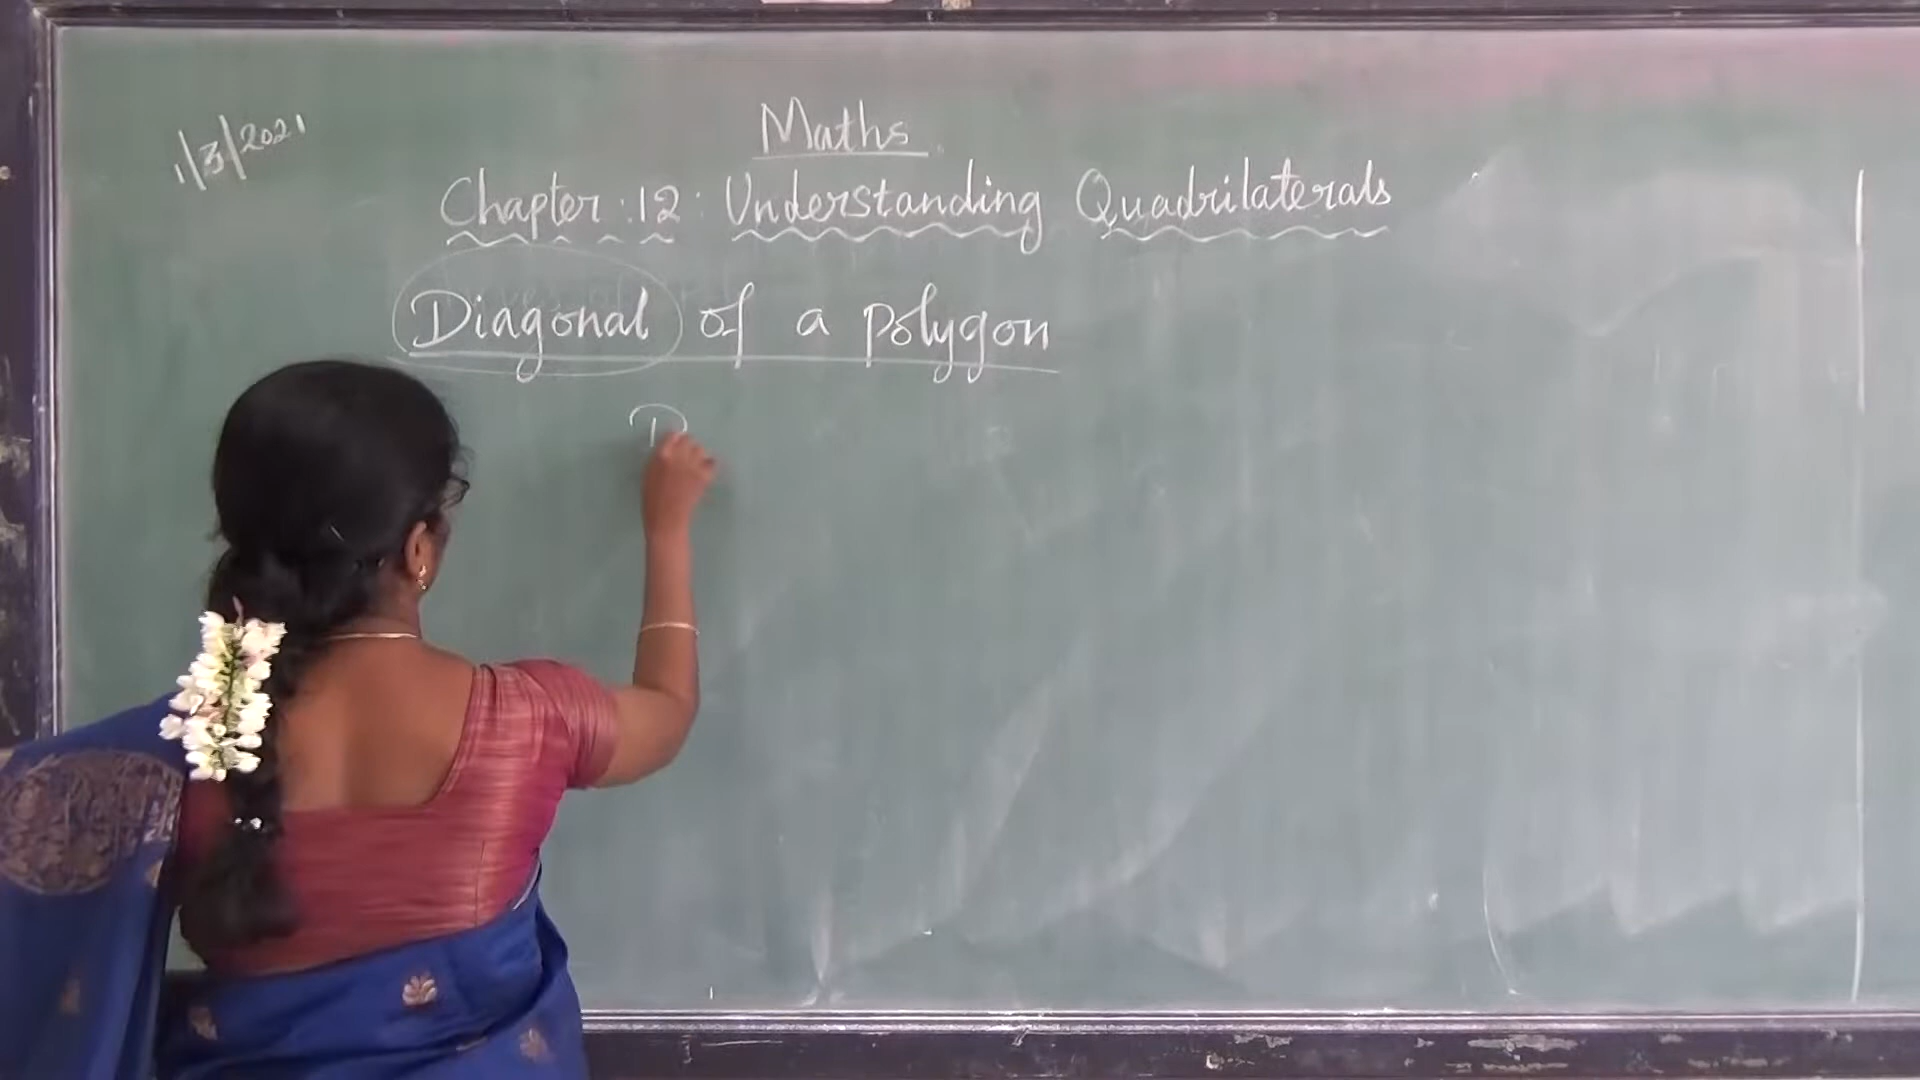 1/3/2021
Maths
Chapter : 12 : Understanding Quadrilaterals
Diagonal of a polygon
D